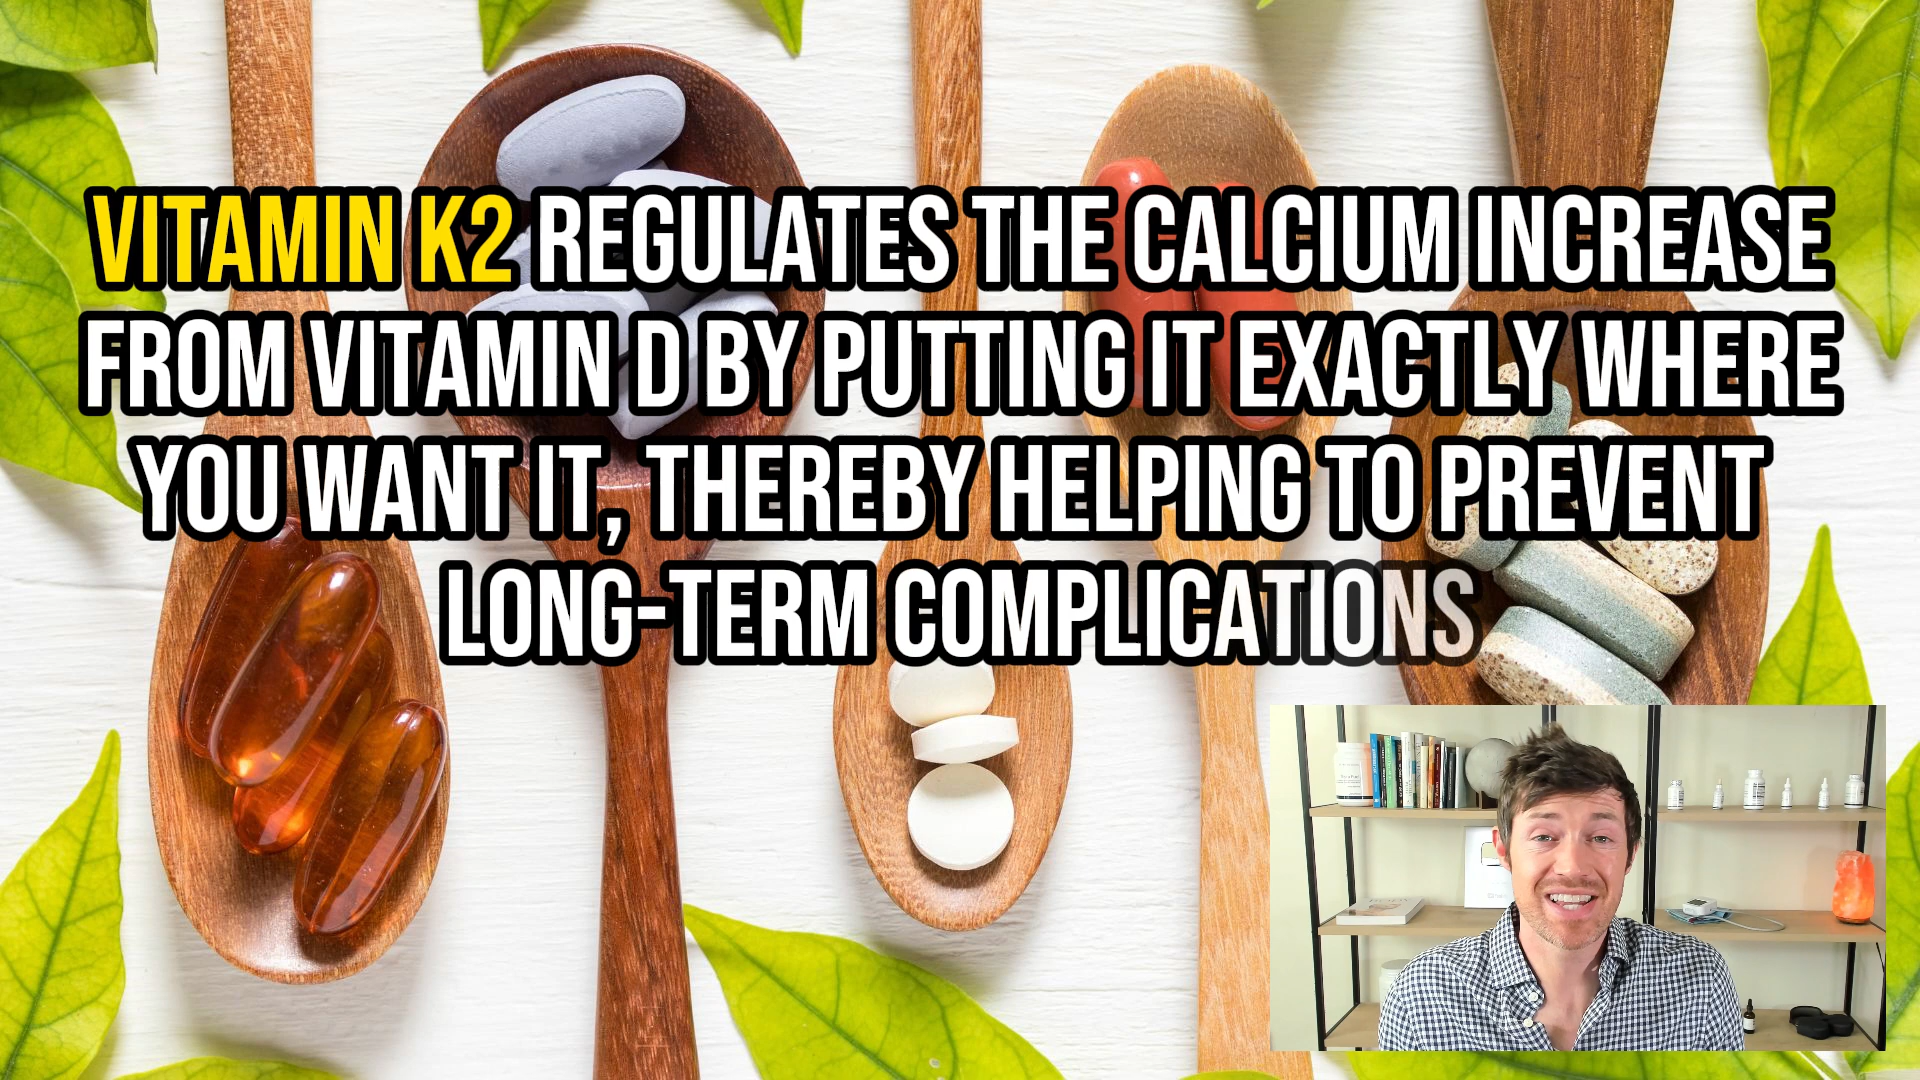 VITAMIN K2 REGULATES THE CALCIUM INCREASE
FROM VITAMIN D BY PUTTING IT EXACTLY WHERE
YOU WANT IT, THEREBY HELPING TO PREVENT
LONG-TERM COMPLICATIONS